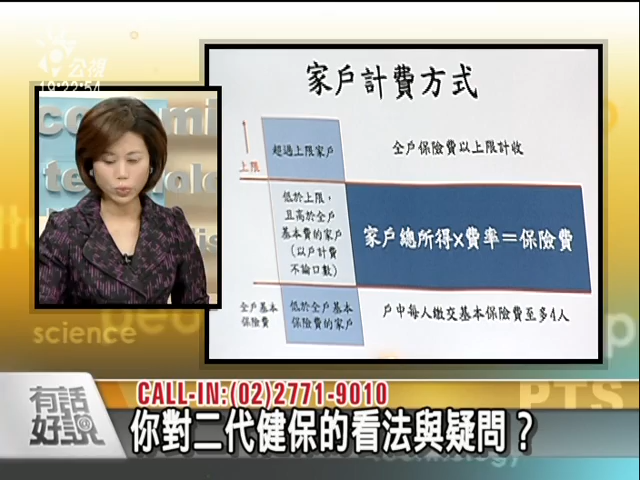 公視
19:22:54
家戶計費方式
上限
超過上限家戶
全戶保險費以上限計收
低於上限，
且高於全戶
基本費的家戶
(以戶計費
不論口數)
家戶總所得x費率=保險費
全戶基本
保險費
低於全戶基本
保險費的家戶
戶中每人繳交基本保險費至多4人
science
PTS
有話
好說
CALL-IN:(02)2771-9010
你對二代健保的看法與疑問？